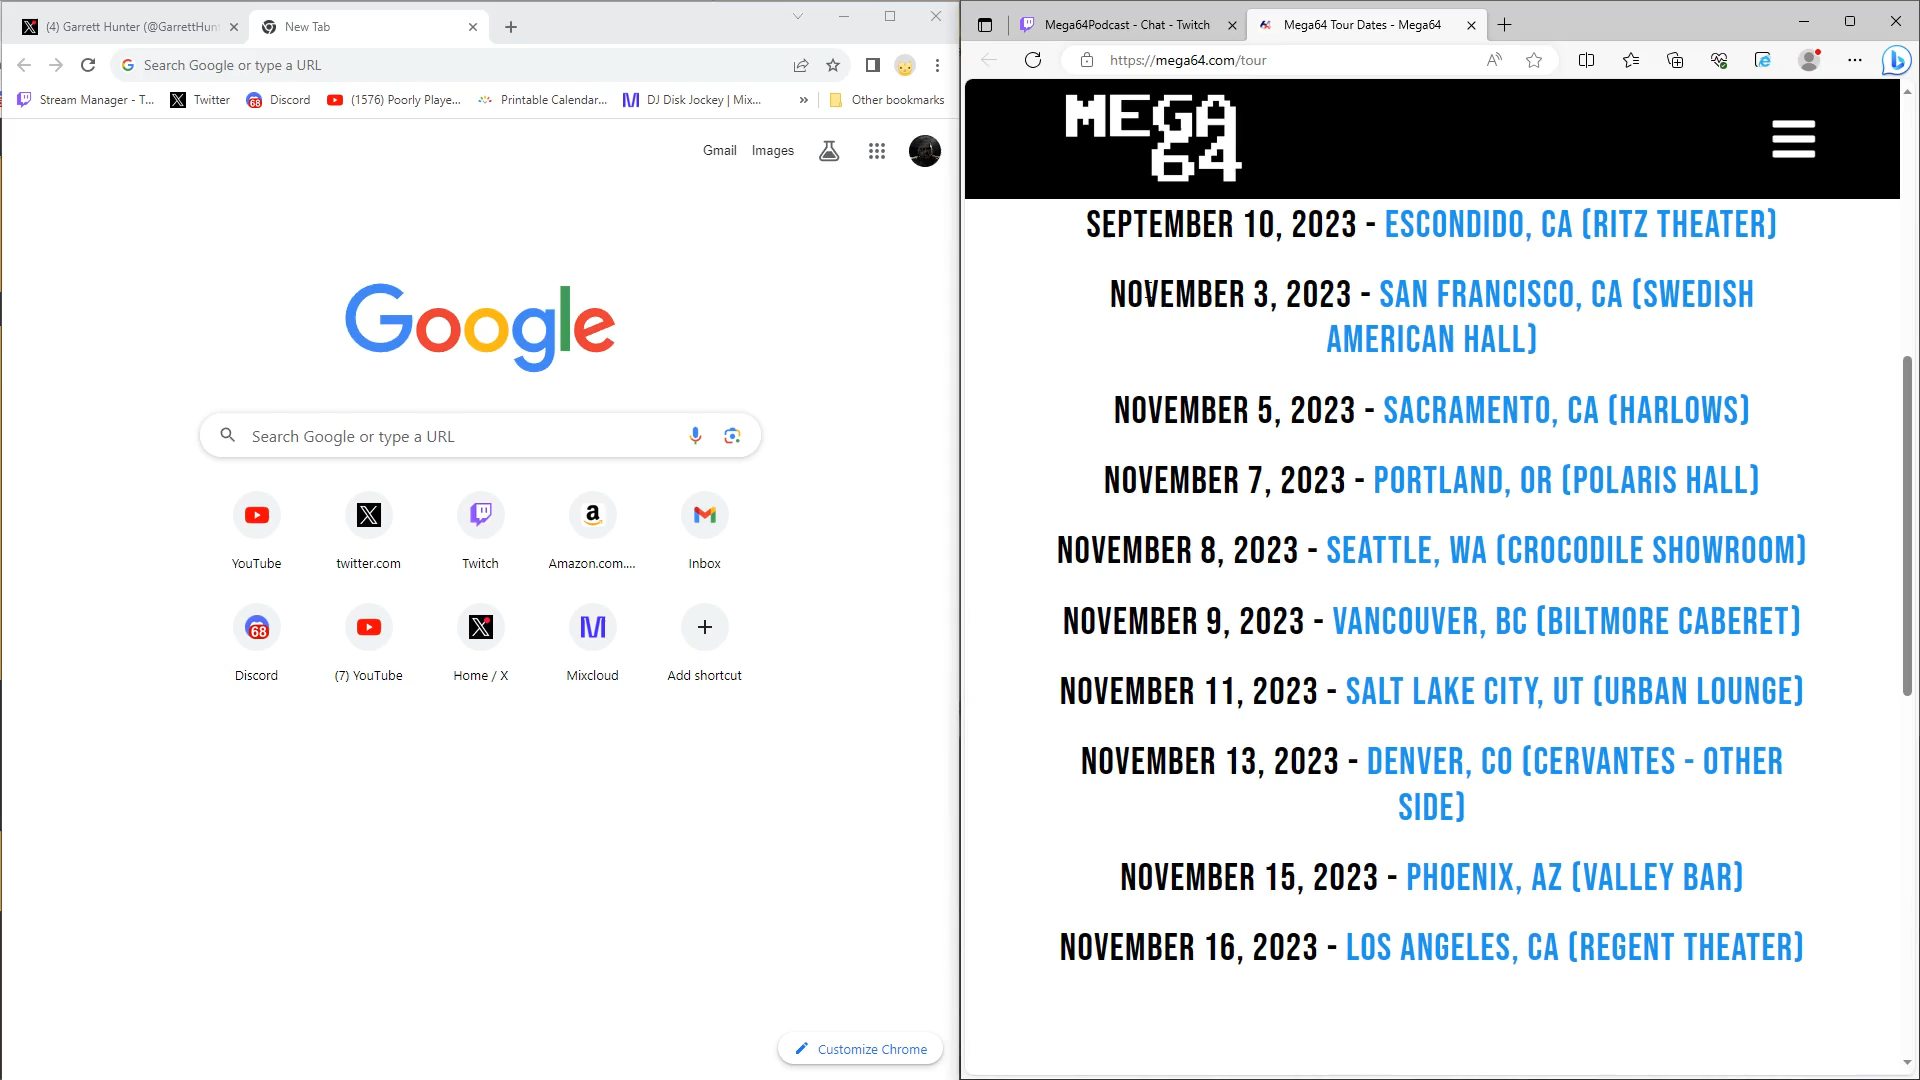 (4) Garrett Hunter (@GarrettHun
New Tab
Search Google or type a URL
Stream Manager - T...
Twitter
Discord
(1576) Poorly Playe...
Printable Calendar...
DJ Disk Jockey | Mix...
»
Other bookmarks
Gmail
Images
Google
Search Google or type a URL
YouTube
twitter.com
Twitch
Amazon.com....
Inbox
68
Discord
(7) YouTube
Home / X
Mixcloud
Add shortcut
Customize Chrome
Mega64Podcast - Chat - Twitch
Mega64 Tour Dates - Mega64
https://mega64.com/tour
MEGA
64
SEPTEMBER 10, 2023 - ESCONDIDO, CA (RITZ THEATER)
NOVEMBER 3, 2023 - SAN FRANCISCO, CA (SWEDISH
AMERICAN HALL)
NOVEMBER 5, 2023 - SACRAMENTO, CA (HARLOWS)
NOVEMBER 7, 2023 - PORTLAND, OR (POLARIS HALL)
NOVEMBER 8, 2023 - SEATTLE, WA (CROCODILE SHOWROOM)
NOVEMBER 9, 2023 - VANCOUVER, BC (BILTMORE CABERET)
NOVEMBER 11, 2023 - SALT LAKE CITY, UT (URBAN LOUNGE)
NOVEMBER 13, 2023 - DENVER, CO (CERVANTES - OTHER
SIDE)
NOVEMBER 15, 2023 - PHOENIX, AZ (VALLEY BAR)
NOVEMBER 16, 2023 - LOS ANGELES, CA (REGENT THEATER)